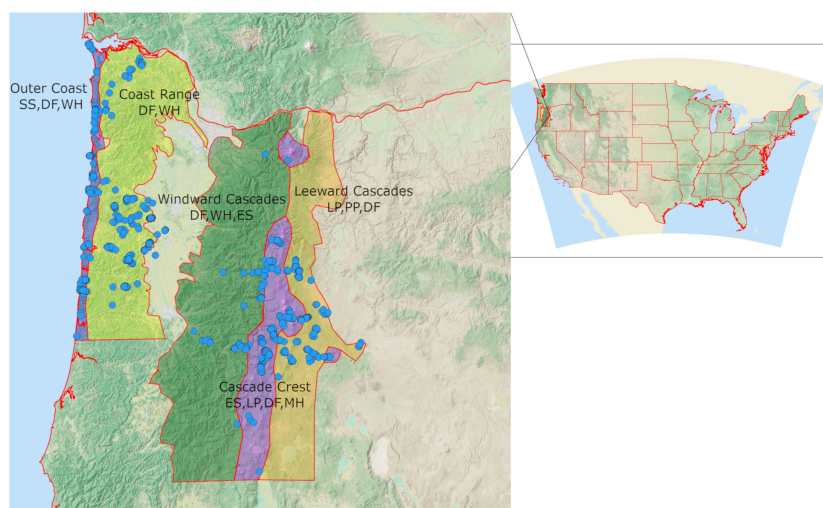 Outer Coast
SS,DF,WH
Coast Range
DF,WH
Windward Cascades
DF,WH,ES
Leeward Cascades
LP,PP,DF
Cascade Crest
ES,LP,DF,MH